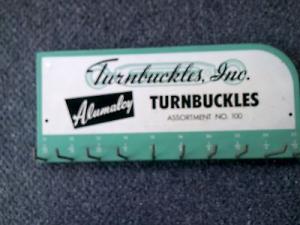 Turnbuckles, Inc.
Alumaloy
TURNBUCKLES
ASSORTMENT NO. 100